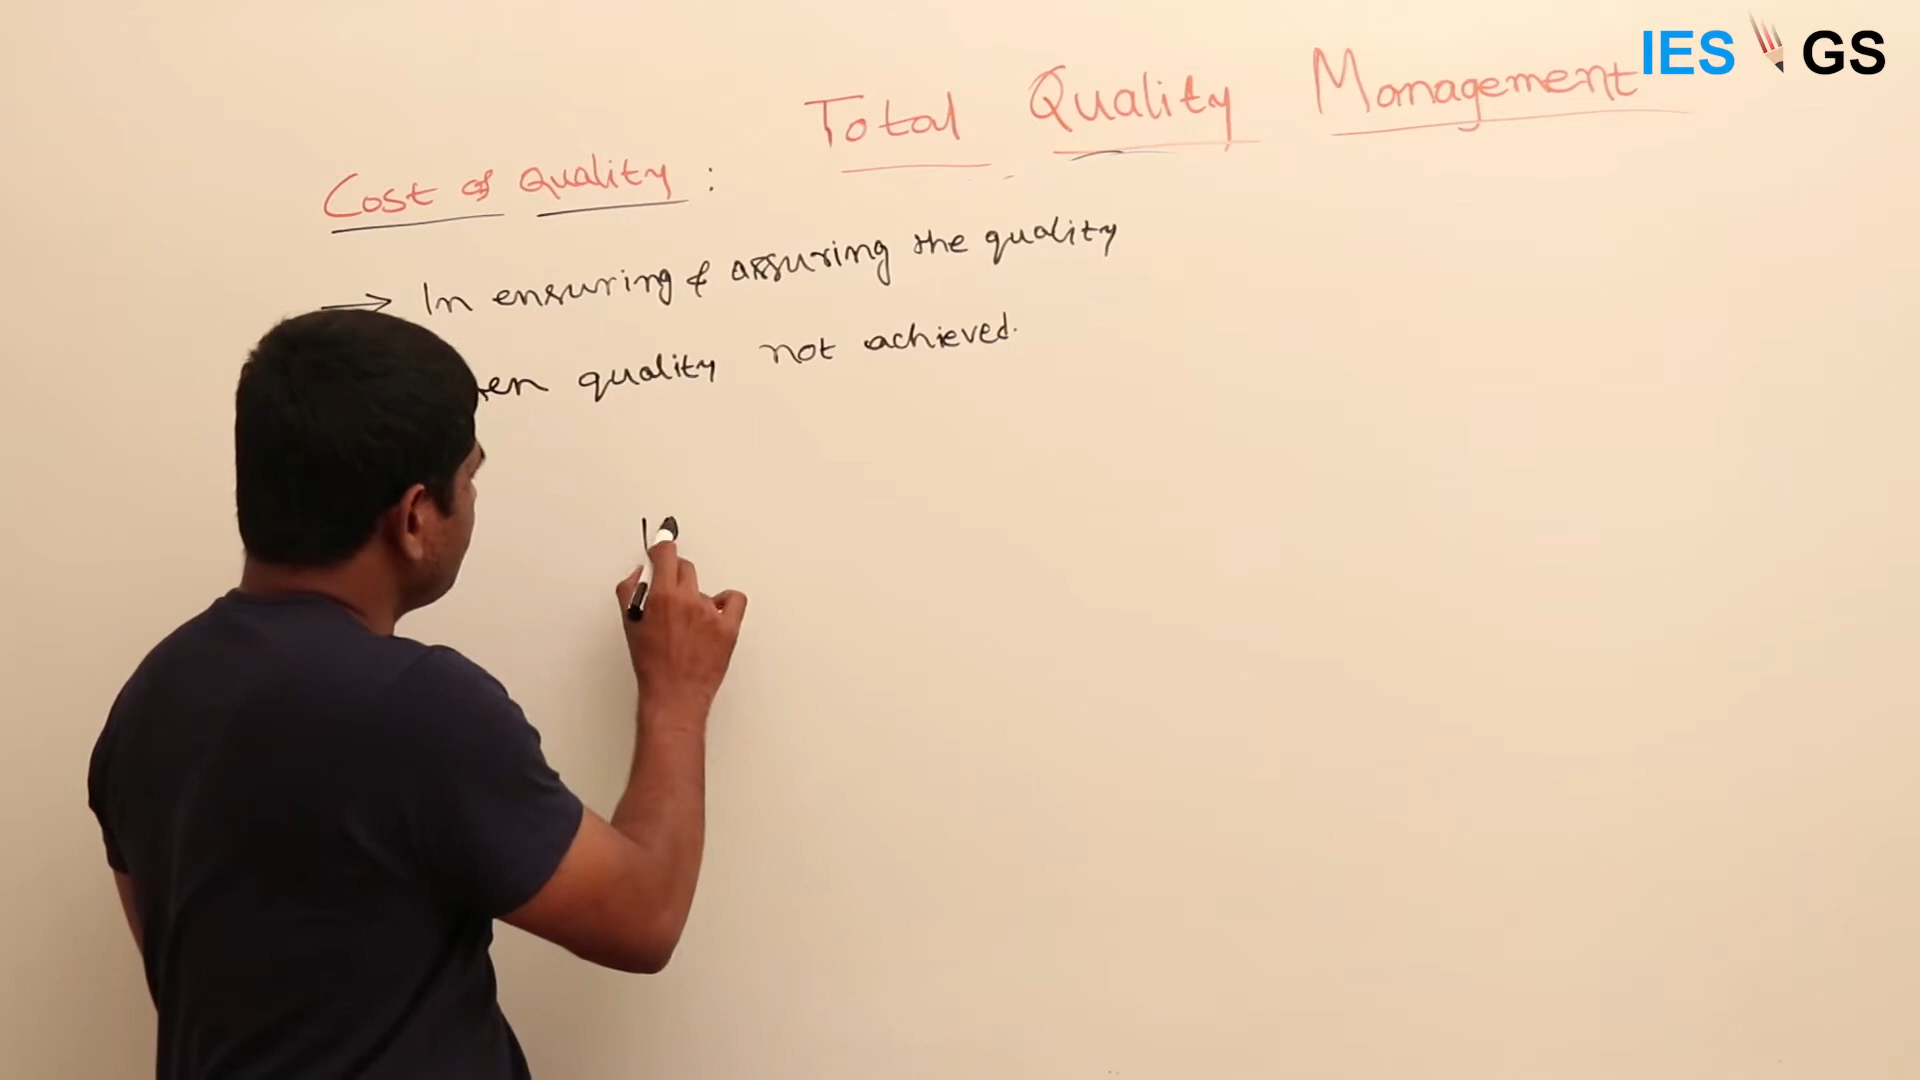 IES GS
Total Quality Management
Cost of Quality :
→ In ensuring & assuring the quality
quality not achieved.